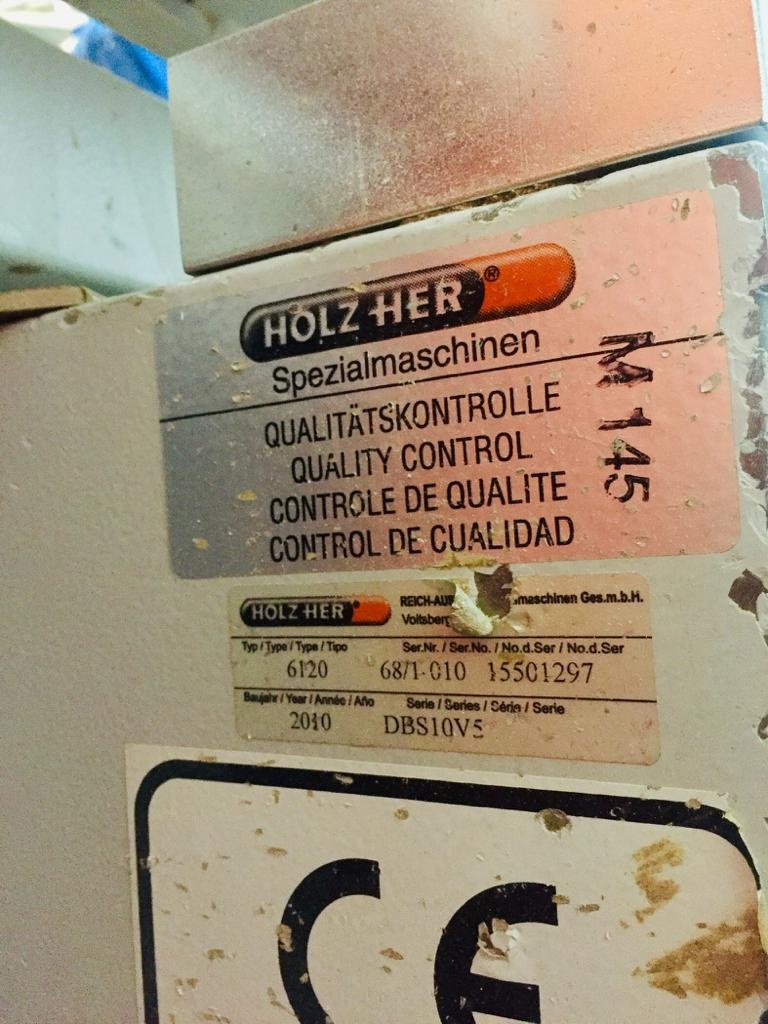 HOLZ-HER®
Spezialmaschinen
QUALITÄTSKONTROLLE
QUALITY CONTROL
CONTROLE DE QUALITE
CONTROL DE CUALIDAD
M 145
HOLZ-HER
Typ / Type / Type / Tipo Ser.Nr. / Ser.No. / No.d.Ser / No.d.Ser
6120 68/1-010 15501297
Baujahr / Year / Année / Año Serie / Series / Série / Serie
2010 DBS10V5
CE